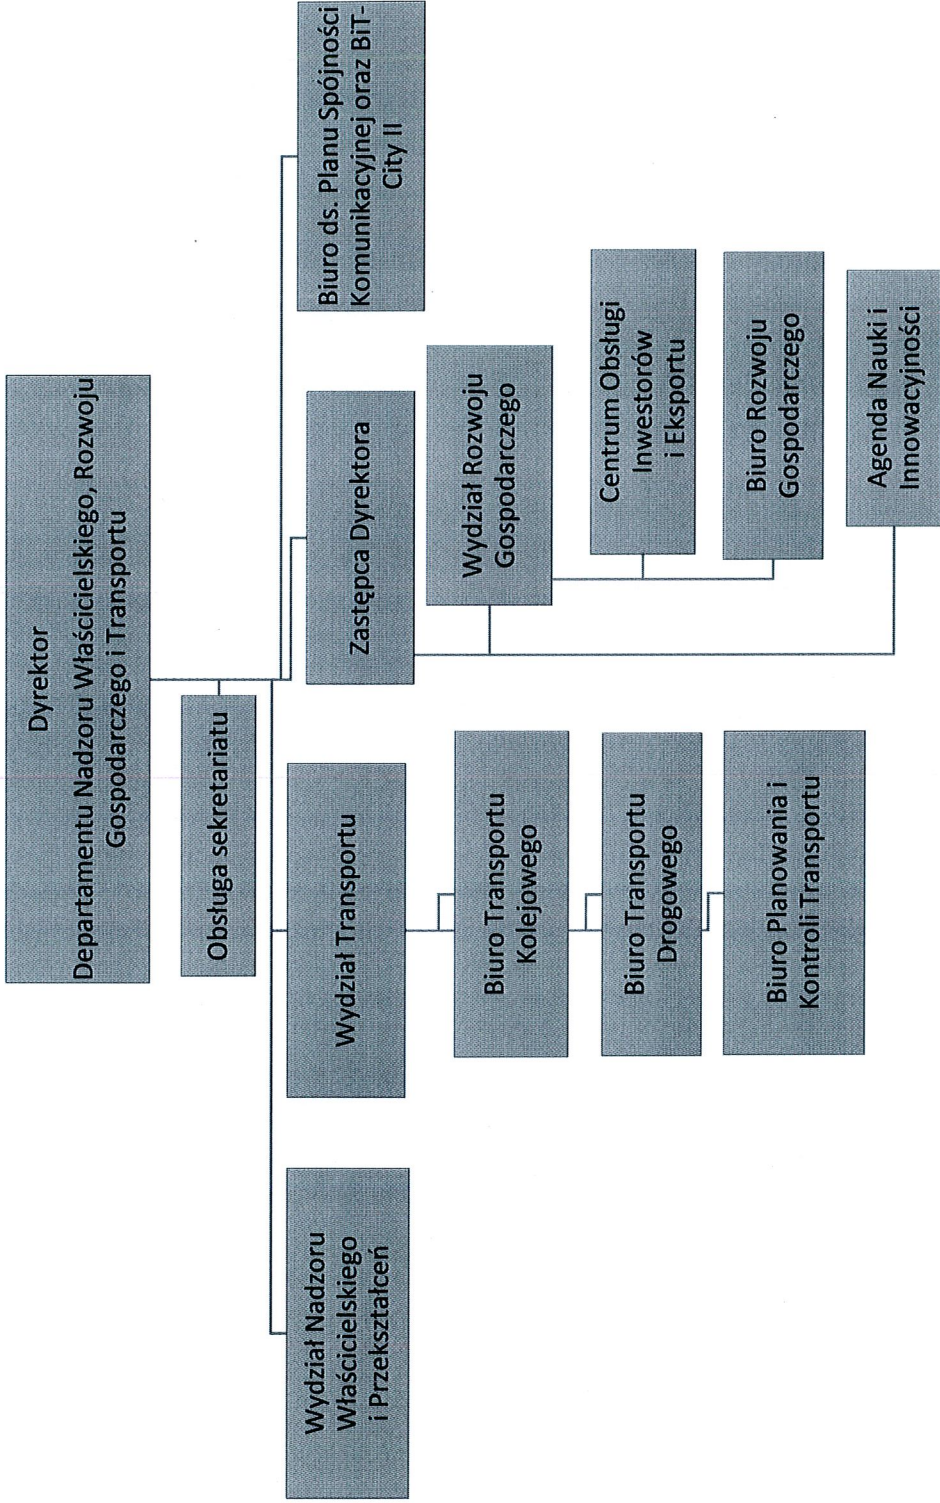 Dyrektor
Departamentu Nadzoru Właścicielskiego, Rozwoju
Gospodarczego i Transportu
Obsługa sekretariatu
Wydział Nadzoru
Właścicielskiego
i Przekształceń
Wydział Transportu
Biuro Transportu
Kolejowego
Biuro Transportu
Drogowego
Biuro Planowania i
Kontroli Transportu
Zastępca Dyrektora
Wydział Rozwoju
Gospodarczego
Centrum Obsługi
Inwestorów
i Eksportu
Biuro Rozwoju
Gospodarczego
Agenda Nauki i
Innowacyjności
Biuro ds. Planu Spójności
Komunikacyjnej oraz BiT-
City II